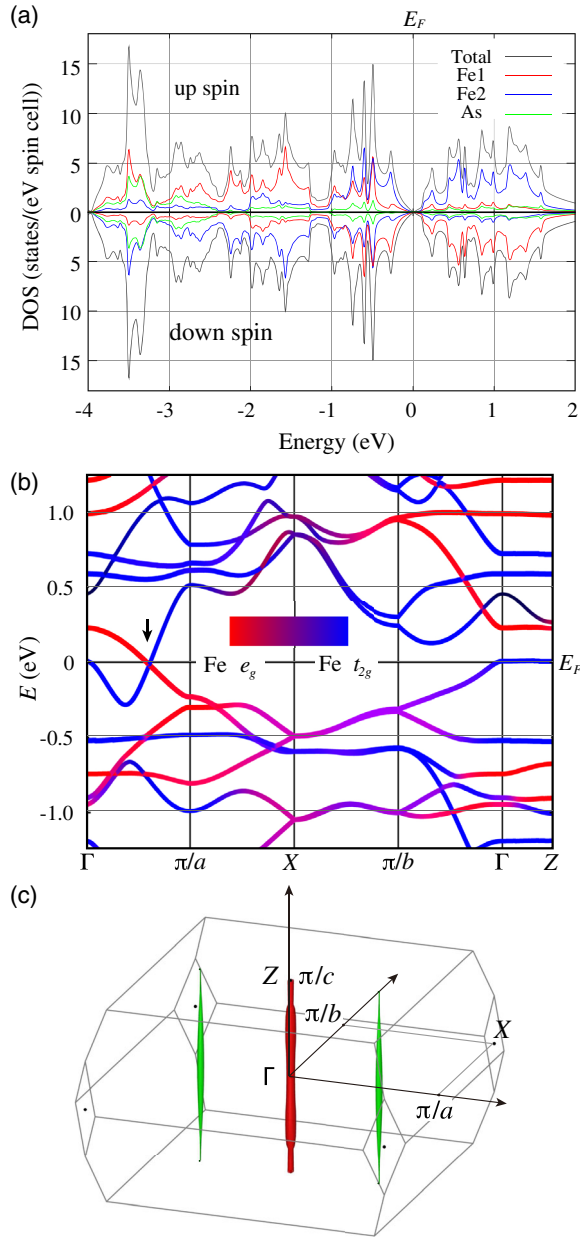 (a)
E_F
15
10
5
0
5
10
15
DOS (states/(eV spin cell))
up spin
down spin
Total
Fe1
Fe2
As
-4
-3
-2
-1
0
1
2
Energy (eV)
(b)
1.0
0.5
0
-0.5
-1.0
E (eV)
Fe e_g
Fe t_{2g}
E_F
Γ
π/a
X
π/b
Γ
Z
(c)
Z
π/c
π/b
X
Γ
π/a